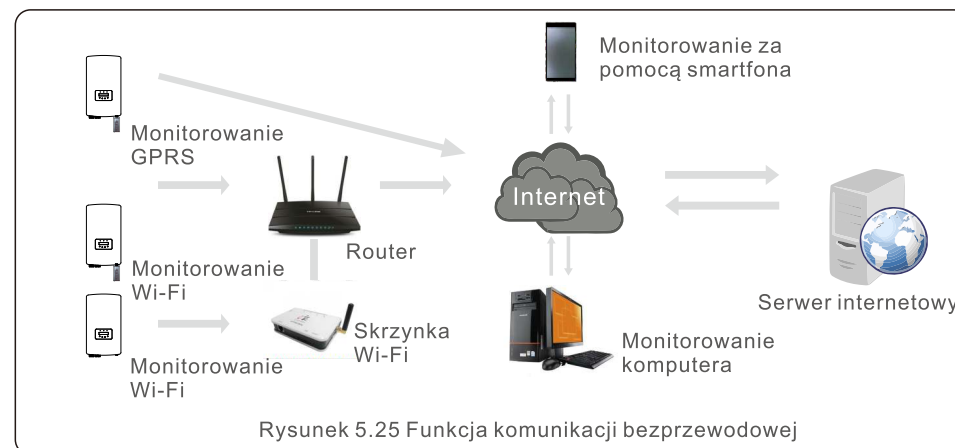 Monitorowanie za
pomocą smartfona
Monitorowanie
GPRS
Internet
Router
Monitorowanie
Wi-Fi
Serwer internetowy
Skrzynka
Wi-Fi
Monitorowanie
komputera
Monitorowanie
Wi-Fi
Rysunek 5.25 Funkcja komunikacji bezprzewodowej